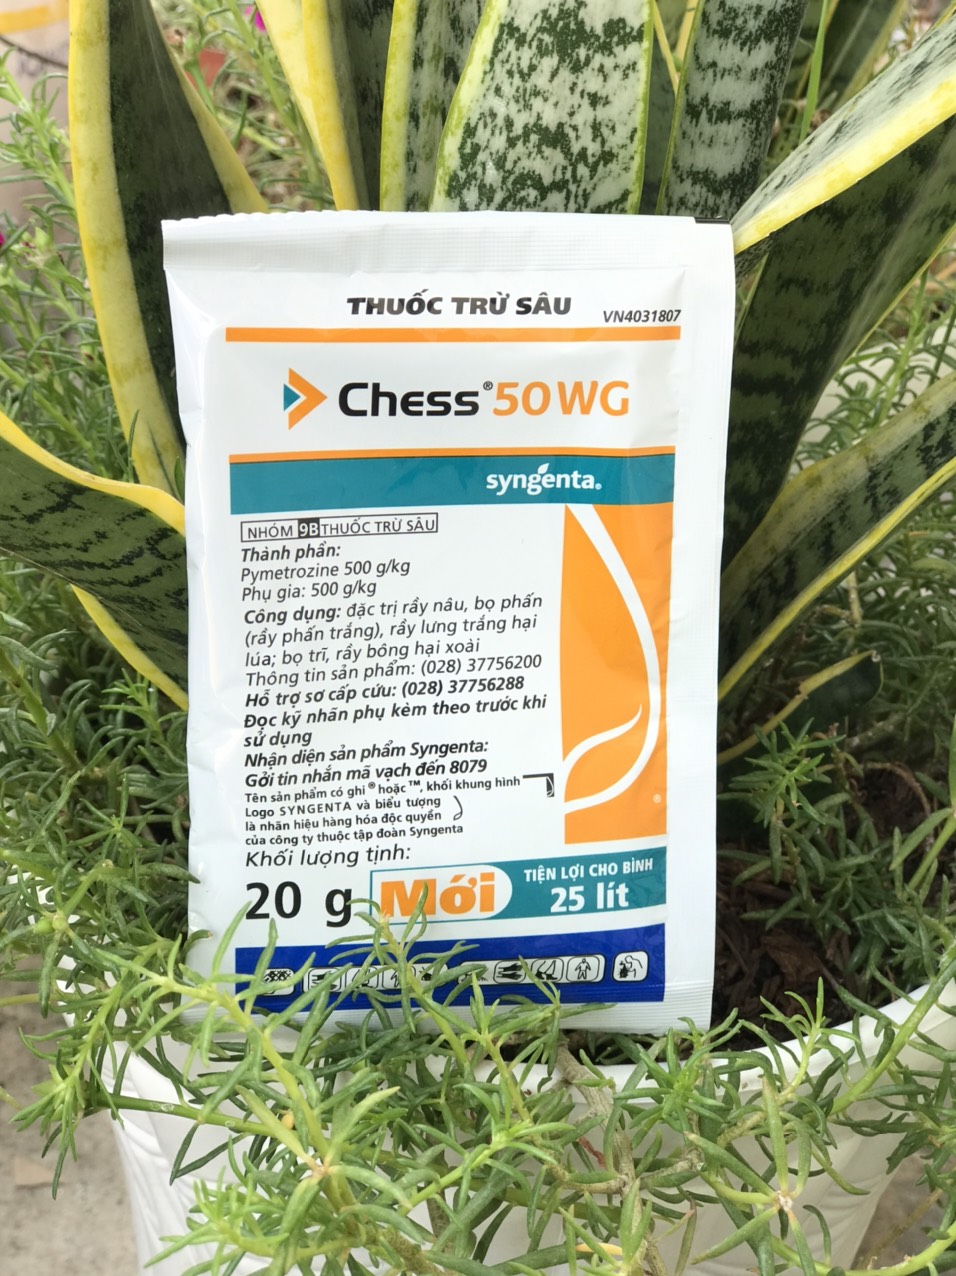 THUỐC TRỪ SÂU
VN4031807
Chess® 50 WG
syngenta®
NHÓM 9B THUỐC TRỪ SÂU
Thành phần:
Pymetrozine 500 g/kg
Phụ gia: 500 g/kg
Công dụng: đặc trị rầy nâu, bọ phấn
(rầy phấn trắng), rầy lưng trắng hại
lúa; bọ trĩ, rầy bông hại xoài
Thông tin sản phẩm: (028) 37756200
Hỗ trợ sơ cấp cứu: (028) 37756288
Đọc kỹ nhãn phụ kèm theo trước khi
sử dụng
Nhận diện sản phẩm Syngenta:
Gởi tin nhắn mã vạch đến 8079
Tên sản phẩm có ghi ® hoặc ™, khối khung hình
Logo SYNGENTA và biểu tượng
là nhãn hiệu hàng hóa độc quyền
của công ty thuộc tập đoàn Syngenta
Khối lượng tịnh:
20 g
Mới
TIỆN LỢI CHO BÌNH
25 lít
®